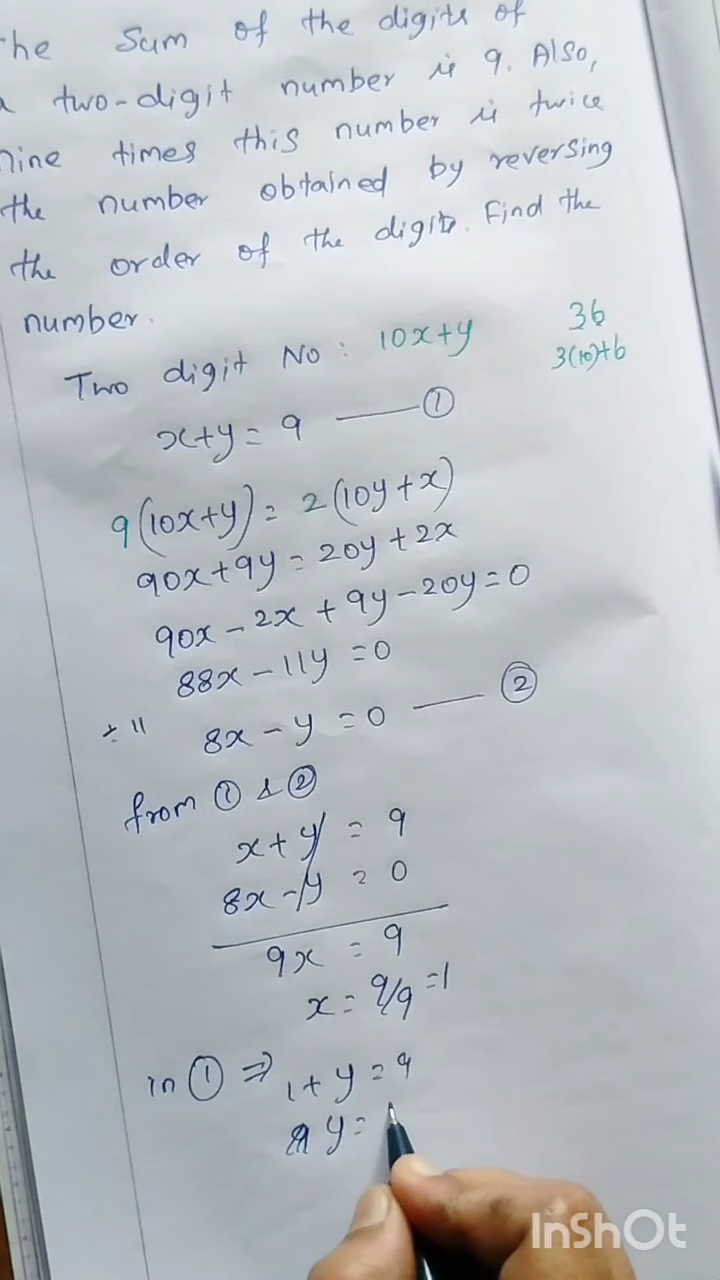 he Sum of the digits of
two-digit number is 9. Also,
nine times this number is twice
the number obtained by reversing
the order of the digits. Find the
number.
Two digit No: 10x+y 36
3(10)+6
x+y = 9 —— ①
9(10x+y) = 2(10y+x)
90x+9y = 20y+2x
90x-2x+9y-20y=0
88x-11y=0
÷11 8x-y=0 —— ②
from ① & ②
x+y = 9
8x-y = 0
9x = 9
x = 9/9 =1
in ① ⇒ 1+y=9
y=
InShOt